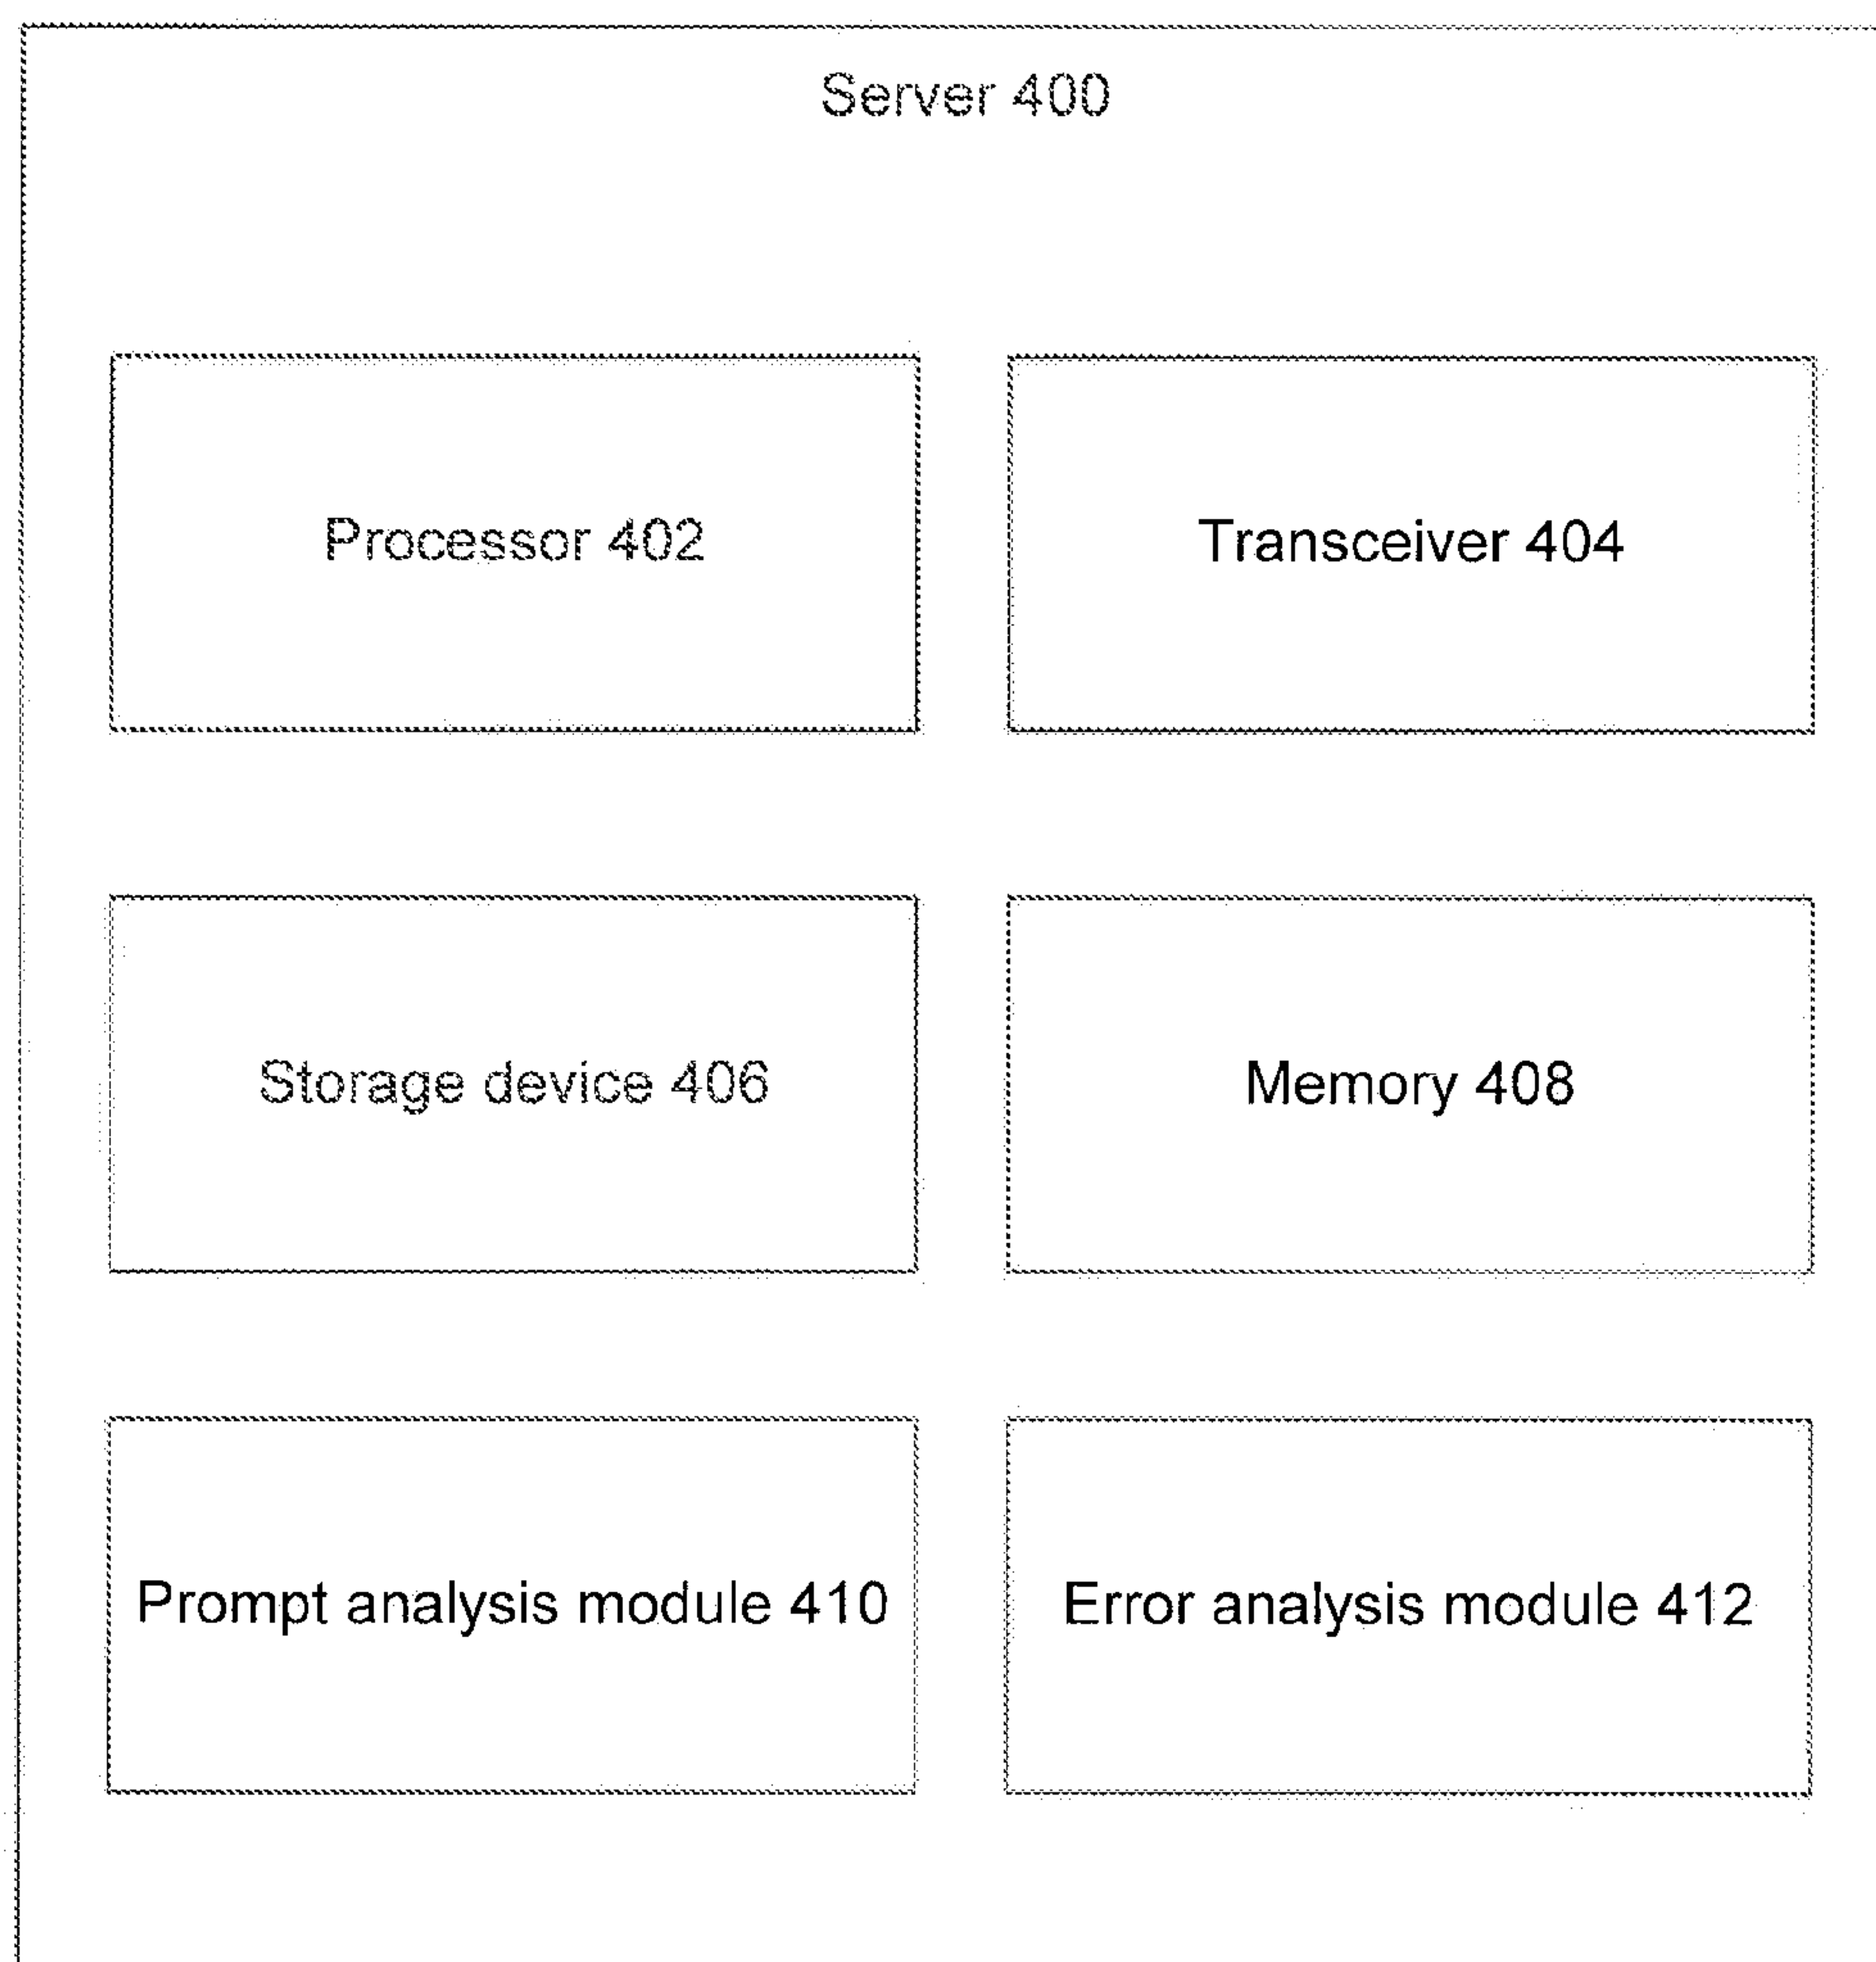 Server 400
Processor 402
Transceiver 404
Storage device 406
Memory 408
Prompt analysis module 410
Error analysis module 412